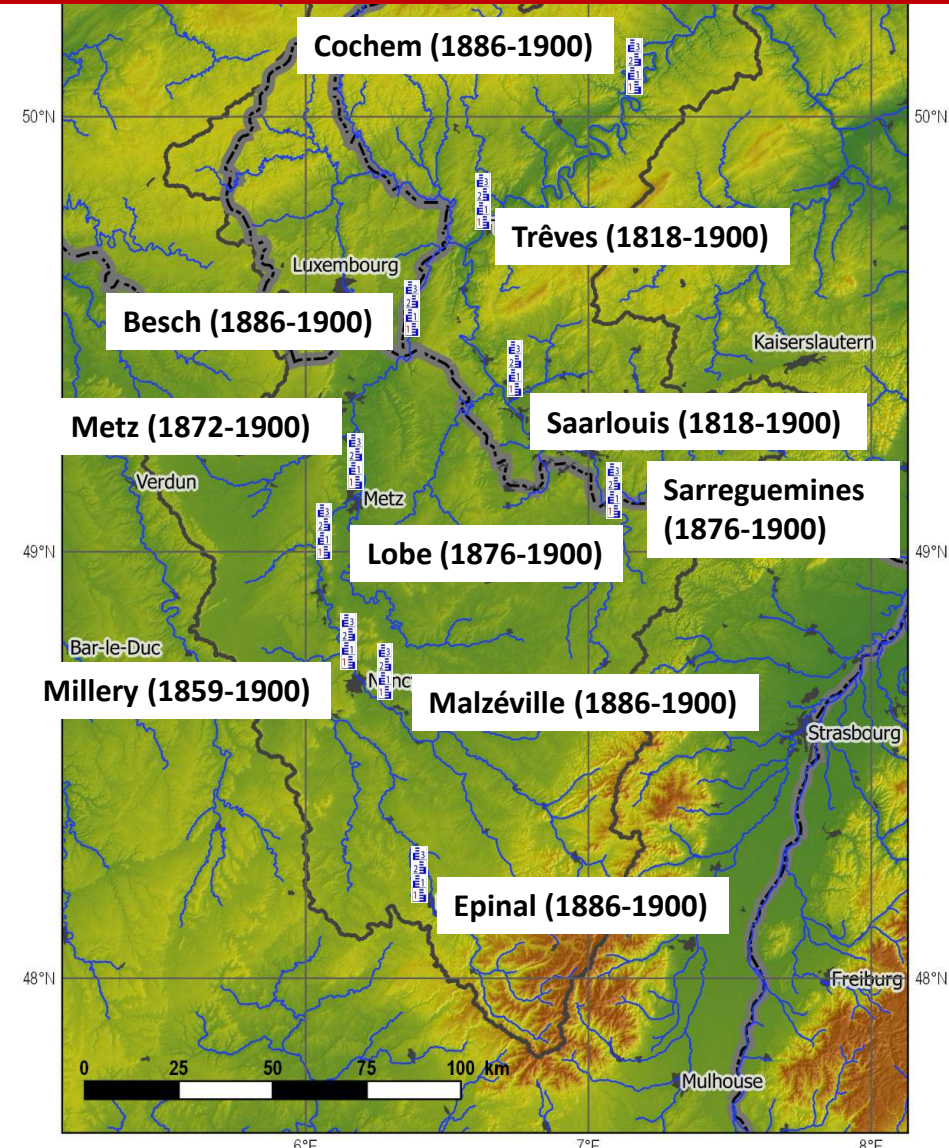 Cochem (1886-1900)
50°N
50°N
Trêves (1818-1900)
Luxembourg
Besch (1886-1900)
Kaiserslautern
Metz (1872-1900)
Saarlouis (1818-1900)
Verdun
Metz
Sarreguemines
(1876-1900)
49°N
Lobe (1876-1900)
49°N
Bar-le-Duc
Millery (1859-1900)
Malzéville (1886-1900)
Strasbourg
Epinal (1886-1900)
48°N
Freiburg
48°N
0 25 50 75 100 km
Mulhouse
6°E 7°E 8°E